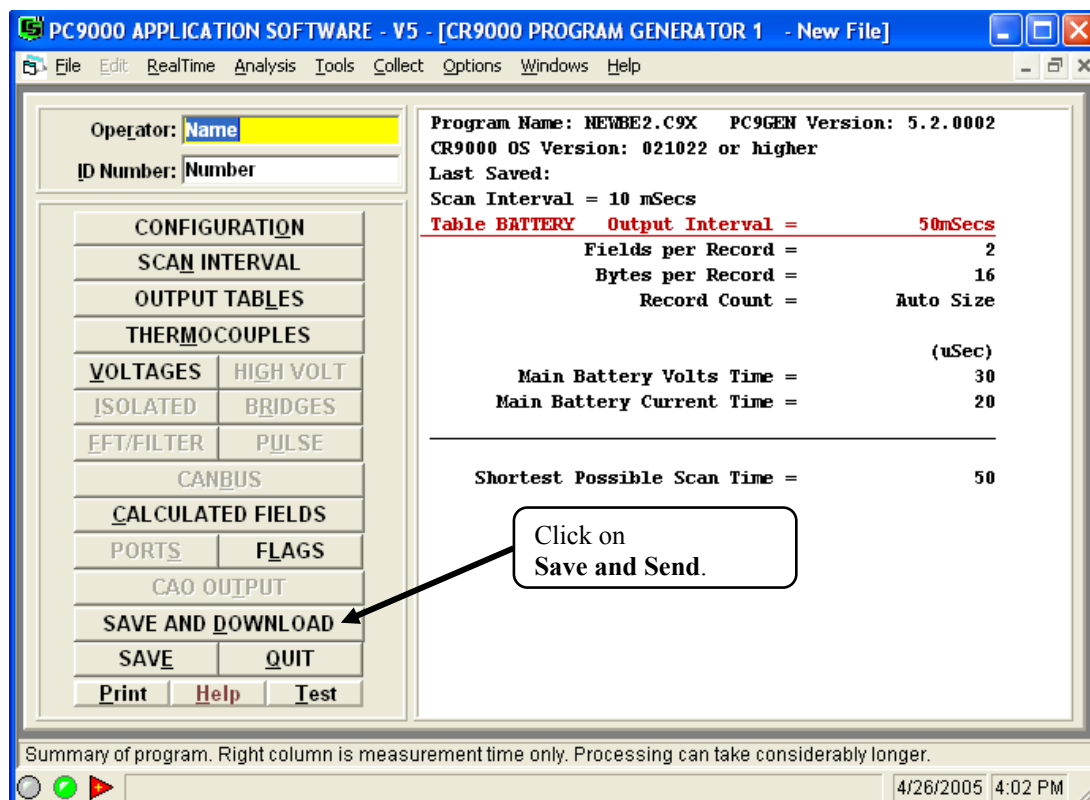 PC9000 APPLICATION SOFTWARE - V5 - [CR9000 PROGRAM GENERATOR 1 - New File]
File Edit RealTime Analysis Tools Collect Options Windows Help
Operator: Name
ID Number: Number
CONFIGURATION
SCAN INTERVAL
OUTPUT TABLES
THERMOCOUPLES
VOLTAGES HIGH VOLT
ISOLATED BRIDGES
FFT/FILTER PULSE
CANBUS
CALCULATED FIELDS
PORTS FLAGS
CAO OUTPUT
SAVE AND DOWNLOAD
SAVE QUIT
Print Help Test
Program Name: NEWBE2.C9X PC9GEN Version: 5.2.0002
CR9000 OS Version: 021022 or higher
Last Saved:
Scan Interval = 10 mSecs
Table BATTERY Output Interval = 50mSecs
Fields per Record = 2
Bytes per Record = 16
Record Count = Auto Size
(uSec)
Main Battery Volts Time = 30
Main Battery Current Time = 20
Shortest Possible Scan Time = 50
Click on
Save and Send.
Summary of program. Right column is measurement time only. Processing can take considerably longer.
4/26/2005 4:02 PM